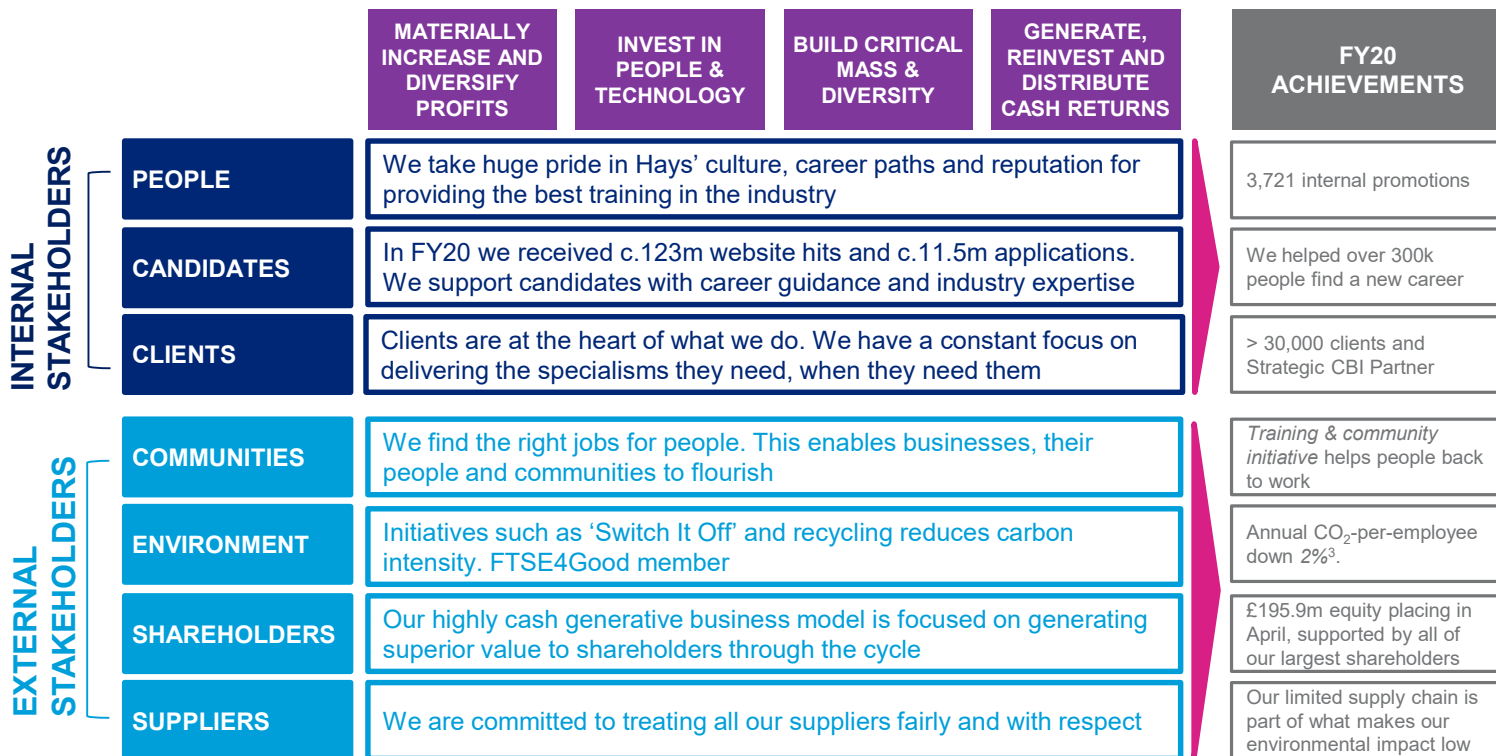 MATERIALLY
INCREASE AND
DIVERSIFY
PROFITS
INVEST IN
PEOPLE &
TECHNOLOGY
BUILD CRITICAL
MASS &
DIVERSITY
GENERATE,
REINVEST AND
DISTRIBUTE
CASH RETURNS
FY20
ACHIEVEMENTS
INTERNAL
STAKEHOLDERS
PEOPLE
We take huge pride in Hays’ culture, career paths and reputation for
providing the best training in the industry
3,721 internal promotions
CANDIDATES
In FY20 we received c.123m website hits and c.11.5m applications.
We support candidates with career guidance and industry expertise
We helped over 300k
people find a new career
CLIENTS
Clients are at the heart of what we do. We have a constant focus on
delivering the specialisms they need, when they need them
> 30,000 clients and
Strategic CBI Partner
EXTERNAL
STAKEHOLDERS
COMMUNITIES
We find the right jobs for people. This enables businesses, their
people and communities to flourish
Training & community
initiative helps people back
to work
ENVIRONMENT
Initiatives such as ‘Switch It Off’ and recycling reduces carbon
intensity. FTSE4Good member
Annual CO₂-per-employee
down 2%³.
SHAREHOLDERS
Our highly cash generative business model is focused on generating
superior value to shareholders through the cycle
£195.9m equity placing in
April, supported by all of
our largest shareholders
SUPPLIERS
We are committed to treating all our suppliers fairly and with respect
Our limited supply chain is
part of what makes our
environmental impact low